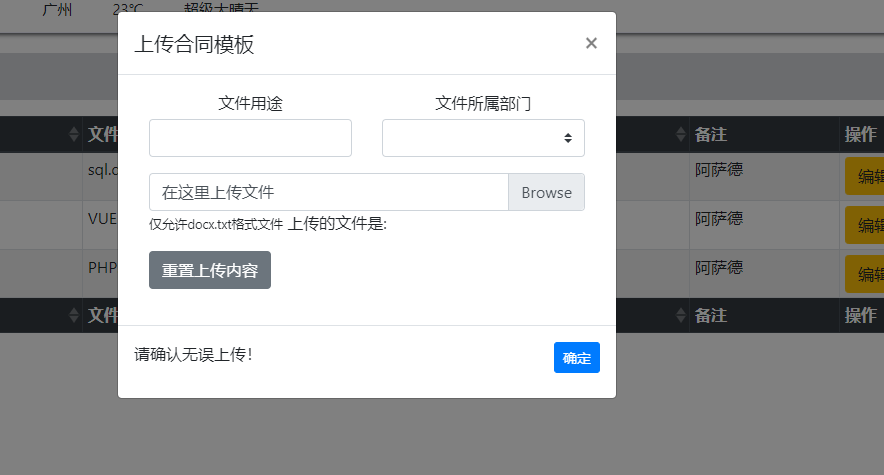 广州 23℃ 超级大晴天
上传合同模板 ×
文件用途 文件所属部门
在这里上传文件 Browse
仅允许docx.txt格式文件 上传的文件是:
重置上传内容
请确认无误上传!
确定
文件 备注 操作
sql. 阿萨德 编辑
VUE 阿萨德 编辑
PHP 阿萨德 编辑
文件 备注 操作